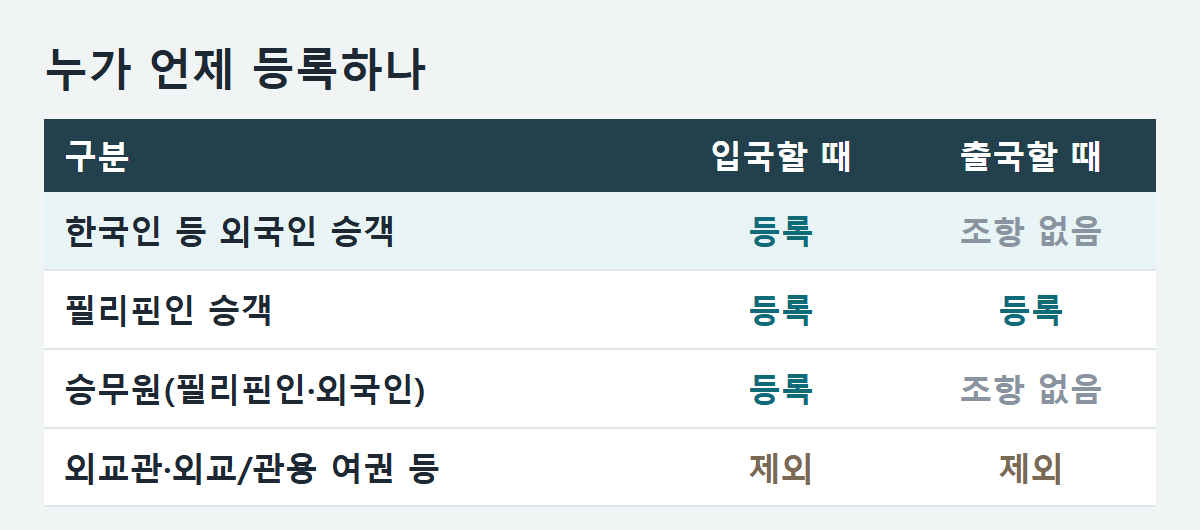 누가 언제 등록하나
구분 입국할 때 출국할 때
한국인 등 외국인 승객 등록 조항 없음
필리핀인 승객 등록 등록
승무원(필리핀인·외국인) 등록 조항 없음
외교관·외교/관용 여권 등 제외 제외